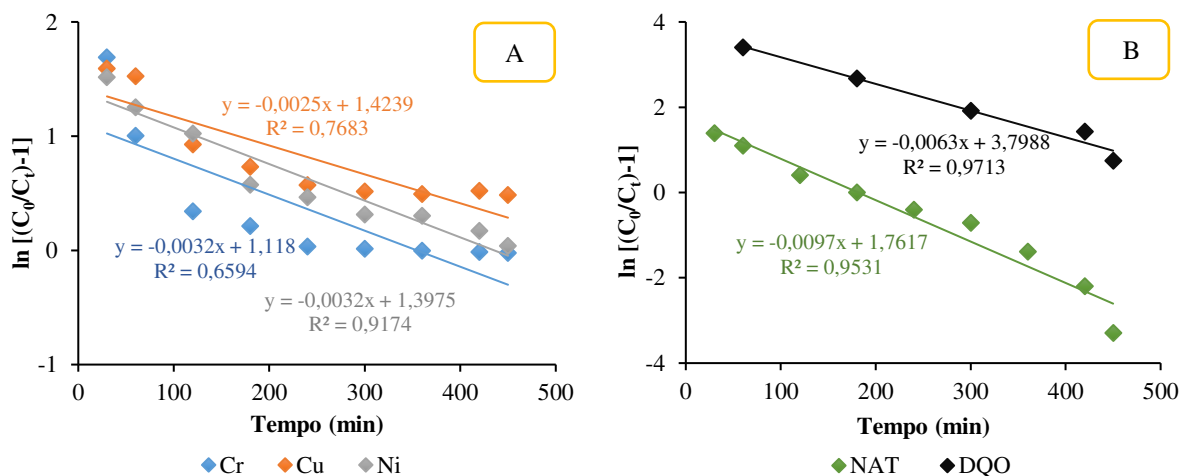 A
ln [(C₀/Cₜ)-1]
2
1
0
-1
y = -0,0025x + 1,4239
R² = 0,7683
y = -0,0032x + 1,118
R² = 0,6594
y = -0,0032x + 1,3975
R² = 0,9174
0 100 200 300 400 500
Tempo (min)
Cr Cu Ni
B
ln [(C₀/Cₜ)-1]
4
2
0
-2
-4
y = -0,0063x + 3,7988
R² = 0,9713
y = -0,0097x + 1,7617
R² = 0,9531
0 100 200 300 400 500
Tempo (min)
NAT DQO